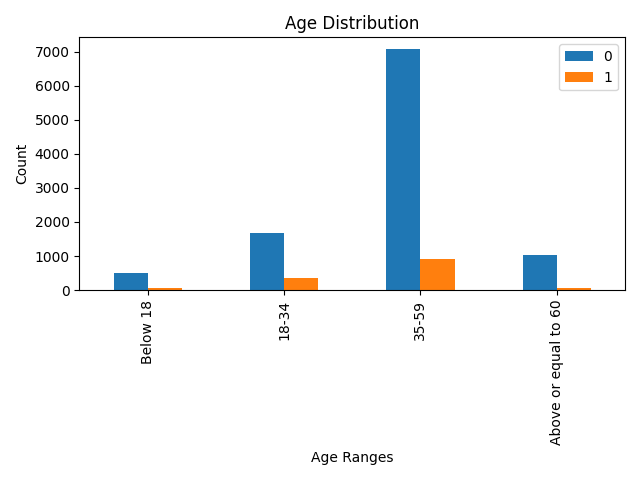 Age Distribution
7000
6000
5000
4000
3000
2000
1000
0
Count
0
1
Below 18
18-34
35-59
Above or equal to 60
Age Ranges